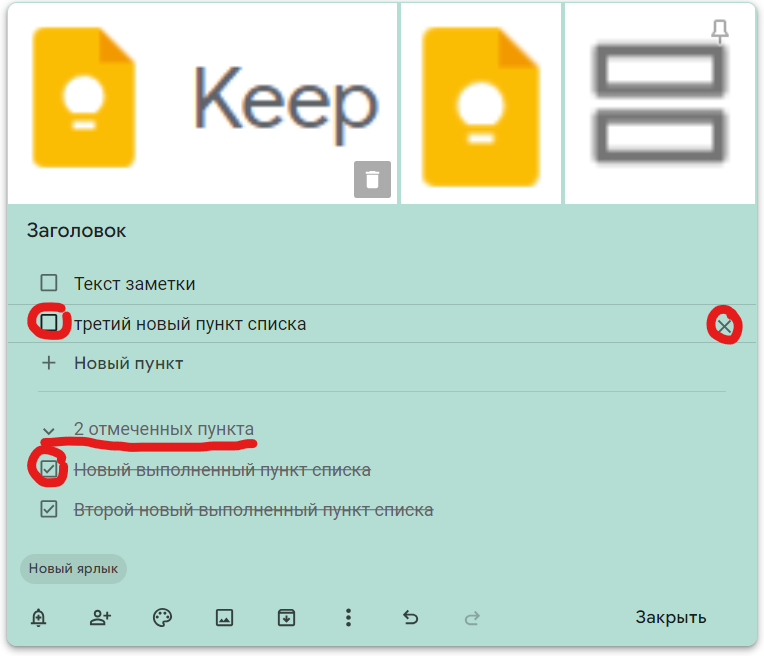 Keep
Заголовок
Текст заметки
третий новый пункт списка
Новый пункт
2 отмеченных пункта
Новый выполненный пункт списка
Второй новый выполненный пункт списка
Новый ярлык
Закрыть